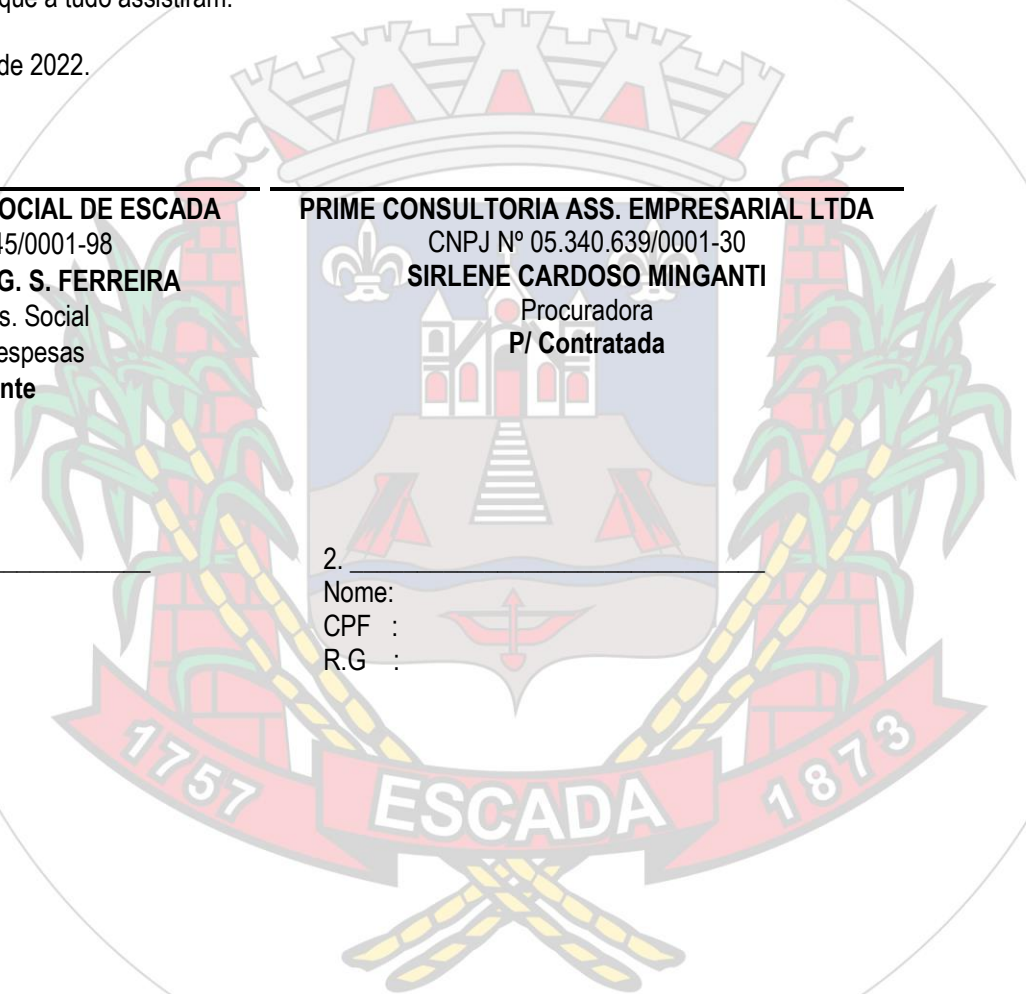 que a tudo assistiram.
de 2022.
OCIAL DE ESCADA
45/0001-98
G. S. FERREIRA
s. Social
espesas
nte
PRIME CONSULTORIA ASS. EMPRESARIAL LTDA
CNPJ Nº 05.340.639/0001-30
SIRLENE CARDOSO MINGANTI
Procuradora
P/ Contratada
2. ______________________________
Nome:
CPF :
R.G :
1757 ESCADA 1873